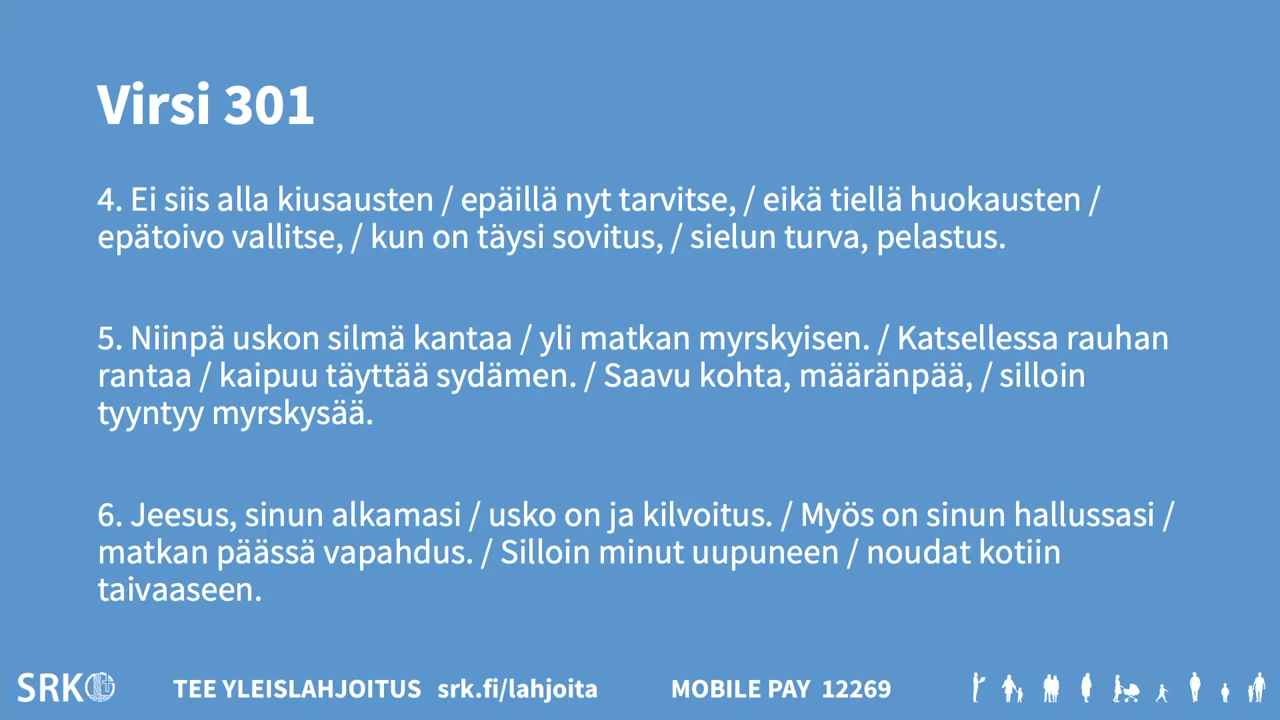 Virsi 301
4. Ei siis alla kiusausten / epäillä nyt tarvitse, / eikä tiellä huokausten /
epätoivo vallitse, / kun on täysi sovitus, / sielun turva, pelastus.
5. Niinpä uskon silmä kantaa / yli matkan myrskyisen. / Katsellessa rauhan
rantaa / kaipuu täyttää sydämen. / Saavu kohta, määränpää, / silloin
tyyntyy myrskysää.
6. Jeesus, sinun alkamasi / usko on ja kilvoitus. / Myös on sinun hallussasi /
matkan päässä vapahdus. / Silloin minut uupuneen / noudat kotiin
taivaaseen.
SRK TEE YLEISLAHJOITUS srk.fi/lahjoita MOBILE PAY 12269